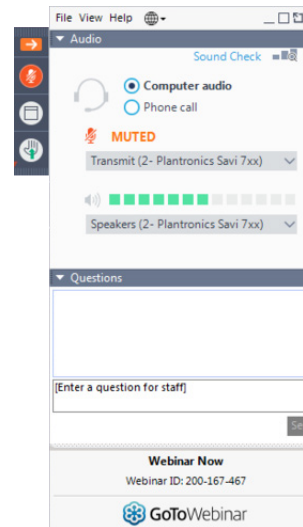 File View Help
Audio
Sound Check
Computer audio
Phone call
MUTED
Transmit (2- Plantronics Savi 7xx)
Speakers (2- Plantronics Savi 7xx)
Questions
[Enter a question for staff]
Se
Webinar Now
Webinar ID: 200-167-467
GoToWebinar